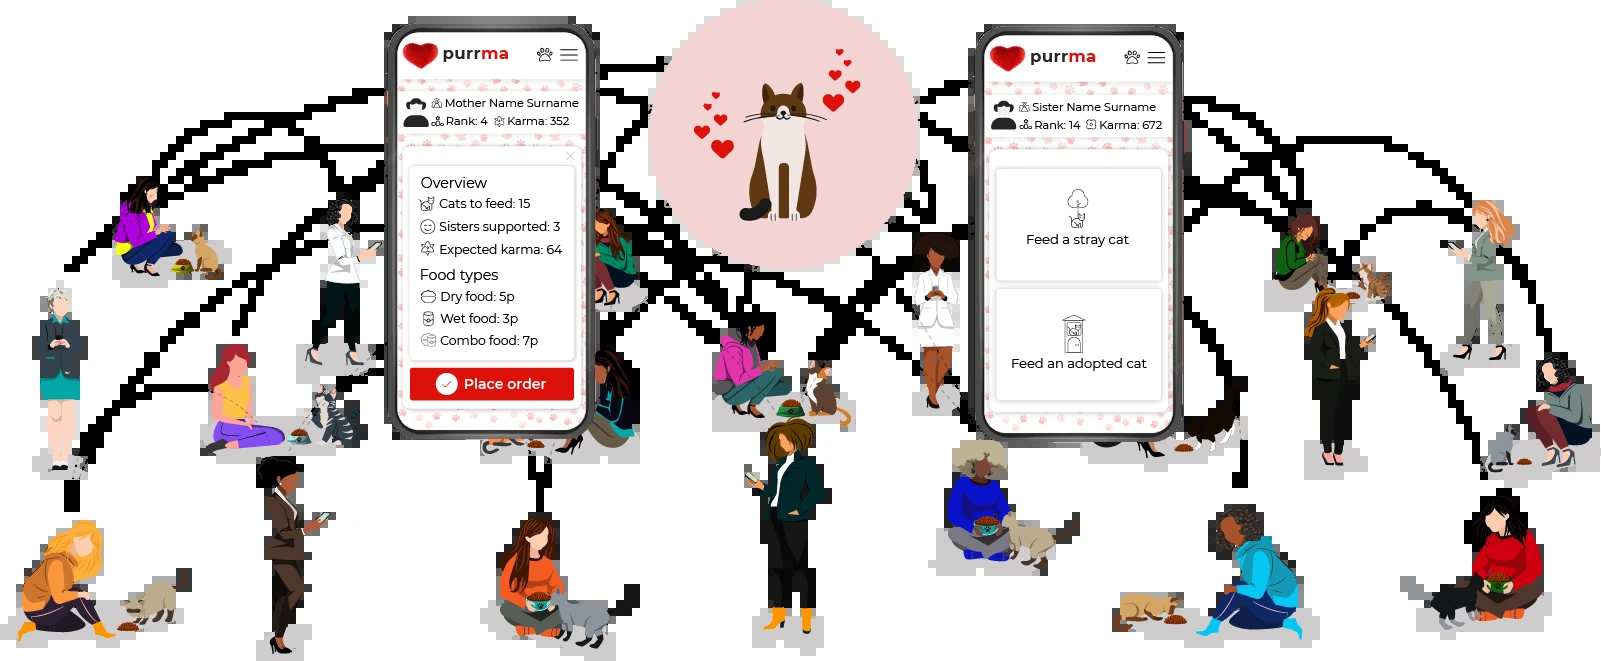 purrma
Mother Name Surname
Rank: 4 Karma: 352
Overview
Cats to feed: 15
Sisters supported: 3
Expected karma: 64
Food types
Dry food: 5p
Wet food: 3p
Combo food: 7p
Place order
purrma
Sister Name Surname
Rank: 14 Karma: 672
Feed a stray cat
Feed an adopted cat